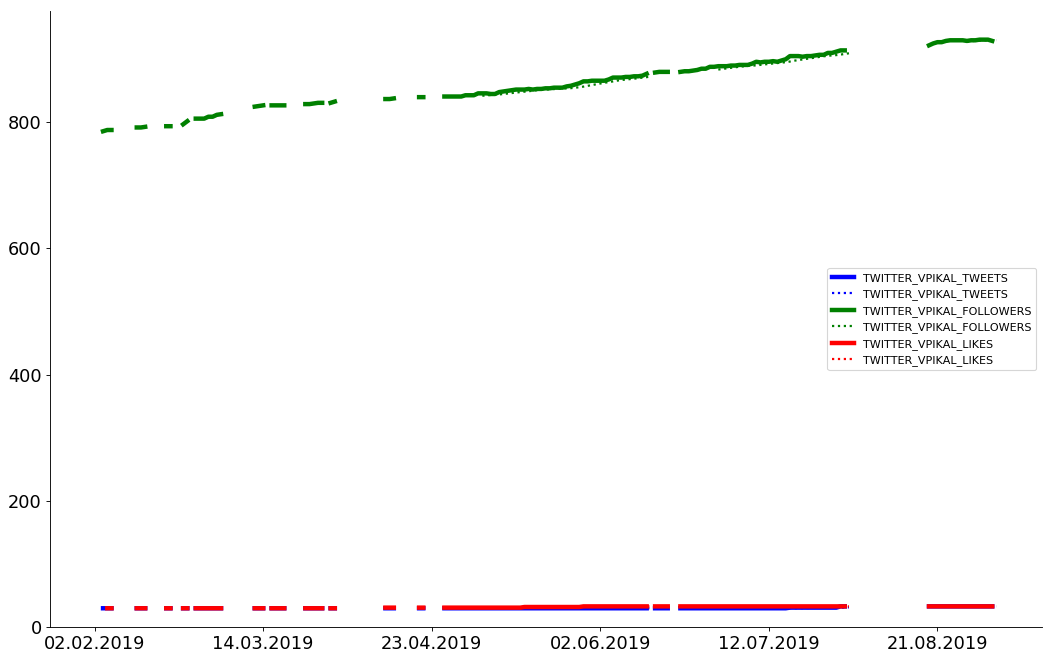 800
600
400
200
0
TWITTER_VPIKAL_TWEETS
TWITTER_VPIKAL_TWEETS
TWITTER_VPIKAL_FOLLOWERS
TWITTER_VPIKAL_FOLLOWERS
TWITTER_VPIKAL_LIKES
TWITTER_VPIKAL_LIKES
02.02.2019 14.03.2019 23.04.2019 02.06.2019 12.07.2019 21.08.2019